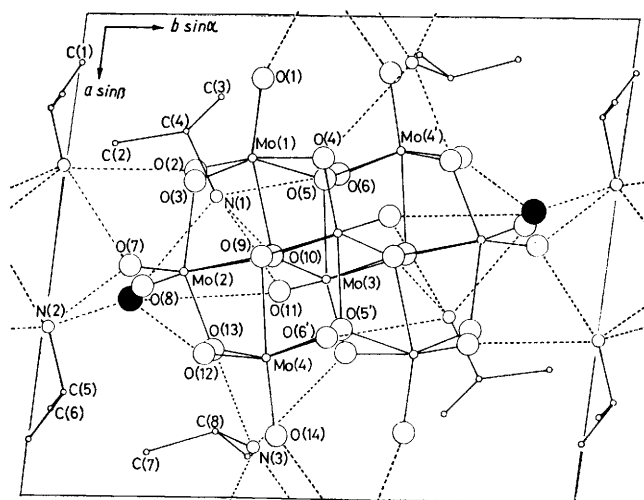 C(1)
b sinα
a sinβ
O(1)
C(3)
C(4)
C(2)
Mo(1)
O(4)
Mo(4')
O(2)
O(3)
N(1)
O(5)
O(6)
O(7)
O(9)
O(10)
Mo(2)
Mo(3)
O(8)
O(11)
N(2)
O(13)
O(6')
O(5')
O(12)
Mo(4)
C(5)
C(6)
C(8)
O(14)
C(7)
N(3)